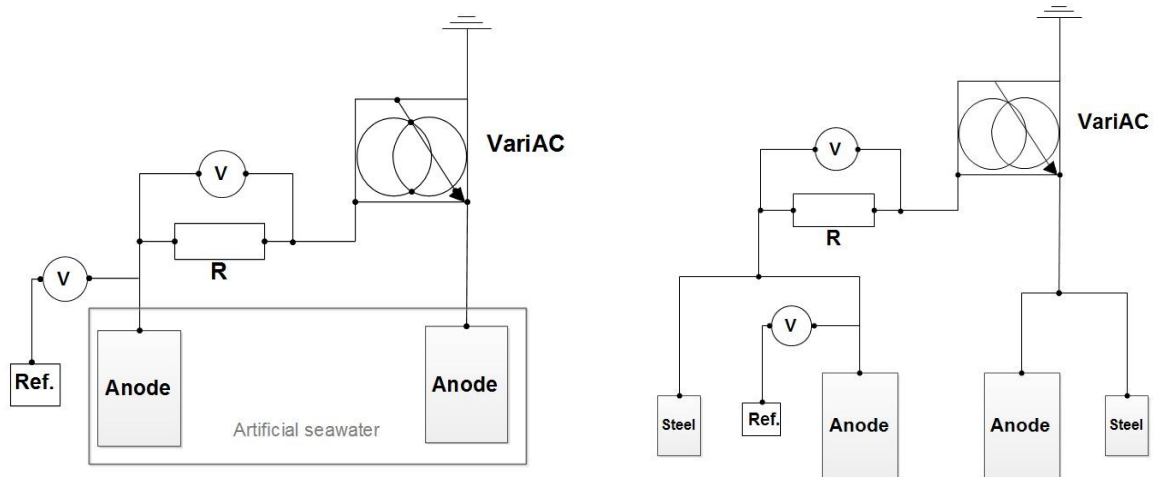 VariAC
V
R
V
Ref.
Anode
Anode
Artificial seawater
VariAC
V
R
V
Steel
Ref.
Anode
Anode
Steel